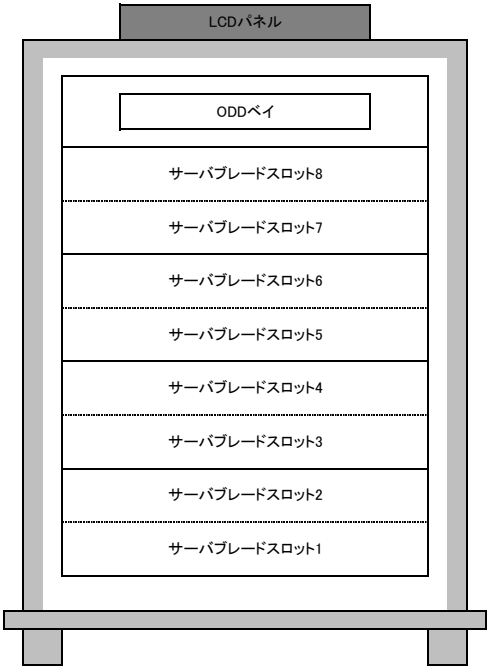 LCDパネル
ODDベイ
サーバブレードスロット8
サーバブレードスロット7
サーバブレードスロット6
サーバブレードスロット5
サーバブレードスロット4
サーバブレードスロット3
サーバブレードスロット2
サーバブレードスロット1